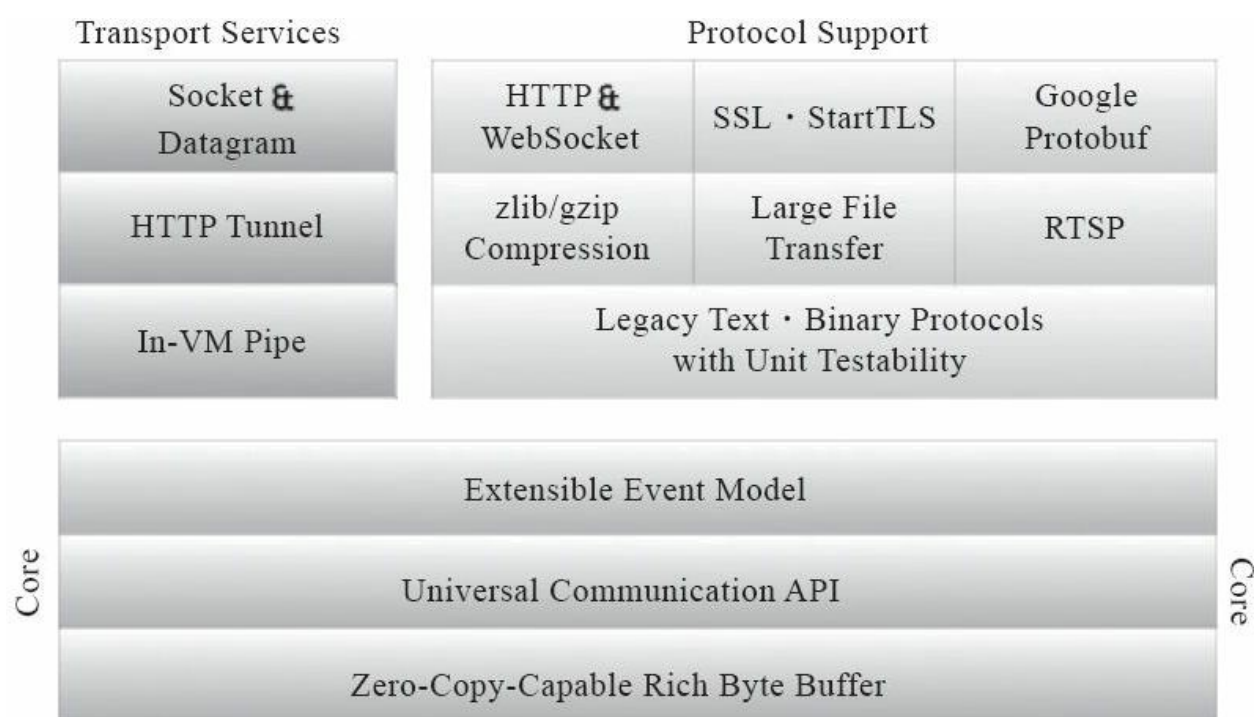 Transport Services
Socket &
Datagram
HTTP Tunnel
In-VM Pipe
Protocol Support
HTTP &
WebSocket
SSL・StartTLS
Google
Protobuf
zlib/gzip
Compression
Large File
Transfer
RTSP
Legacy Text・Binary Protocols
with Unit Testability
Core
Extensible Event Model
Universal Communication API
Zero-Copy-Capable Rich Byte Buffer
Core